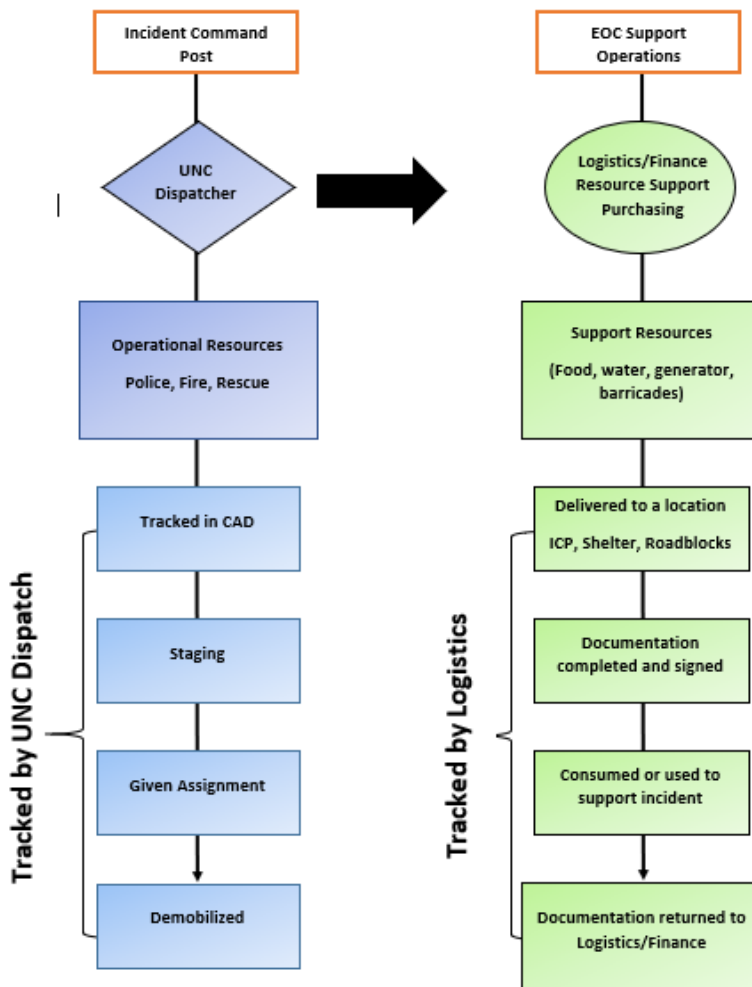 Incident Command
Post
UNC
Dispatcher
Operational Resources
Police, Fire, Rescue
Tracked in CAD
Staging
Given Assignment
Demobilized
Tracked by UNC Dispatch
EOC Support
Operations
Logistics/Finance
Resource Support
Purchasing
Support Resources
(Food, water, generator,
barricades)
Delivered to a location
ICP, Shelter, Roadblocks
Documentation
completed and signed
Consumed or used to
support incident
Documentation returned to
Logistics/Finance
Tracked by Logistics